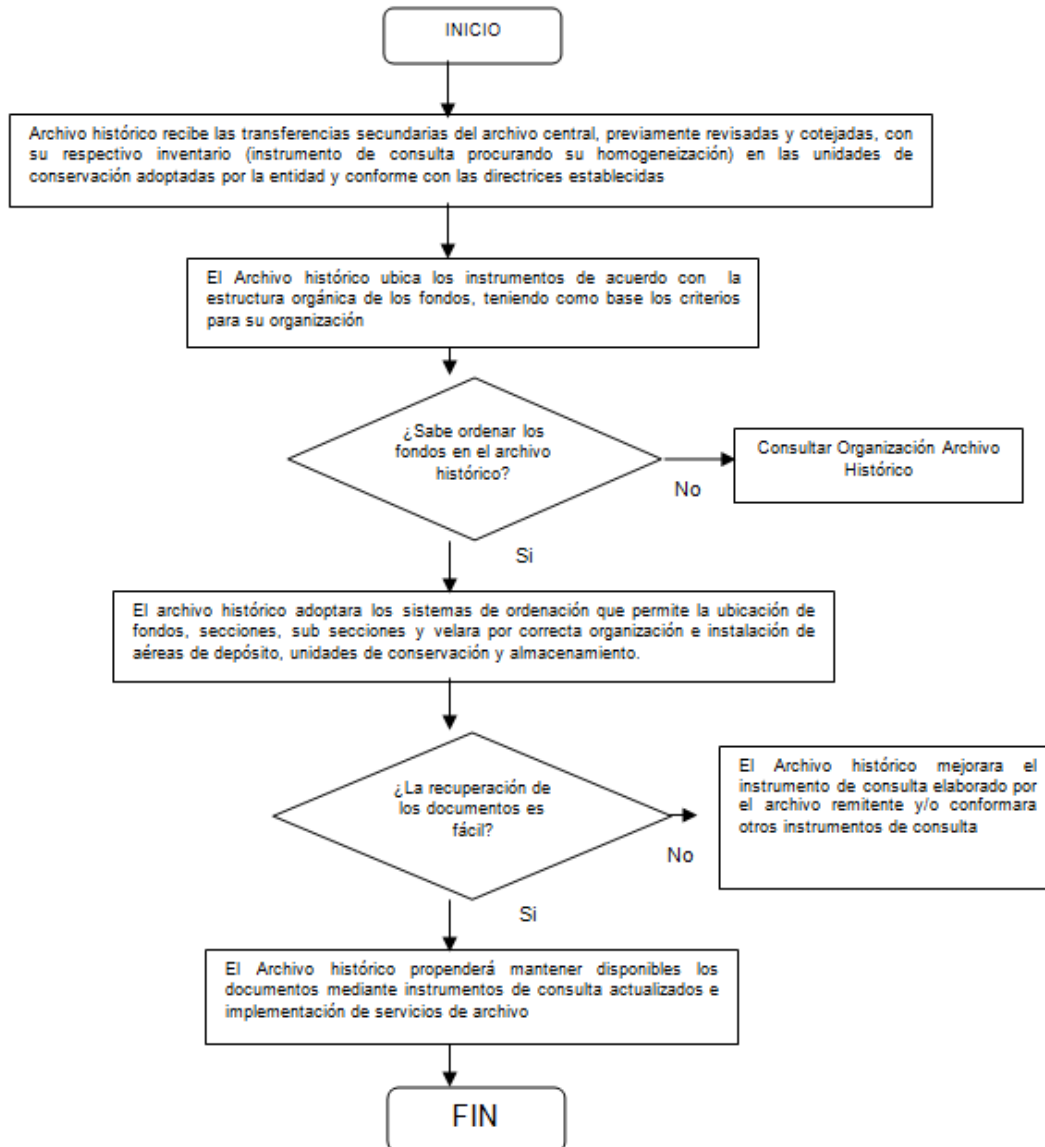 INICIO
Archivo histórico recibe las transferencias secundarias del archivo central, previamente revisadas y cotejadas, con
su respectivo inventario (instrumento de consulta procurando su homogeneización) en las unidades de
conservación adoptadas por la entidad y conforme con las directrices establecidas
El Archivo histórico ubica los instrumentos de acuerdo con la
estructura orgánica de los fondos, teniendo como base los criterios
para su organización
¿Sabe ordenar los
fondos en el archivo
histórico?
No
Consultar Organización Archivo
Histórico
Si
El archivo histórico adoptara los sistemas de ordenación que permite la ubicación de
fondos, secciones, sub secciones y velara por correcta organización e instalación de
aéreas de depósito, unidades de conservación y almacenamiento.
¿La recuperación de
los documentos es
fácil?
No
El Archivo histórico mejorara el
instrumento de consulta elaborado por
el archivo remitente y/o conformara
otros instrumentos de consulta
Si
El Archivo histórico propenderá mantener disponibles los
documentos mediante instrumentos de consulta actualizados e
implementación de servicios de archivo
FIN